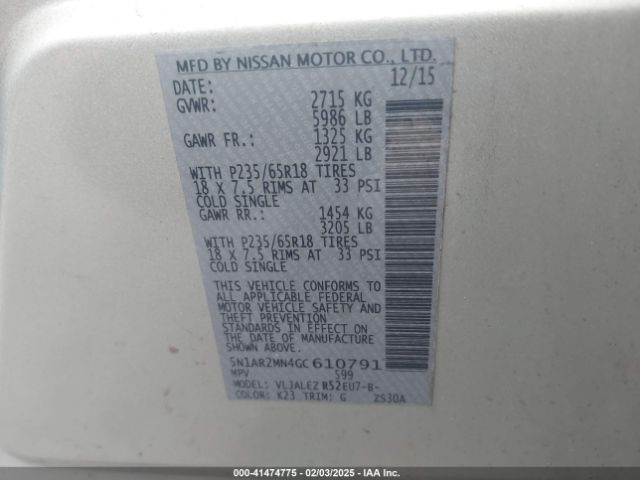 MFD BY NISSAN MOTOR CO., LTD.
DATE: 12/15
GVWR: 2715 KG
5986 LB
GAWR FR.: 1325 KG
2921 LB
WITH P235/65R18 TIRES
18 X 7.5 RIMS AT 33 PSI
COLD SINGLE
GAWR RR.: 1454 KG
3205 LB
WITH P235/65R18 TIRES
18 X 7.5 RIMS AT 33 PSI
COLD SINGLE
THIS VEHICLE CONFORMS TO
ALL APPLICABLE FEDERAL
MOTOR VEHICLE SAFETY AND
THEFT PREVENTION
STANDARDS IN EFFECT ON
THE DATE OF MANUFACTURE
SHOWN ABOVE.
5N1AR2MN4GC610791
MPV 599
VLJALEZ R52EU7-B-
COLOR: K23 TRIM: G 2S30A
000-41474775 - 02/03/2025 - IAA Inc.